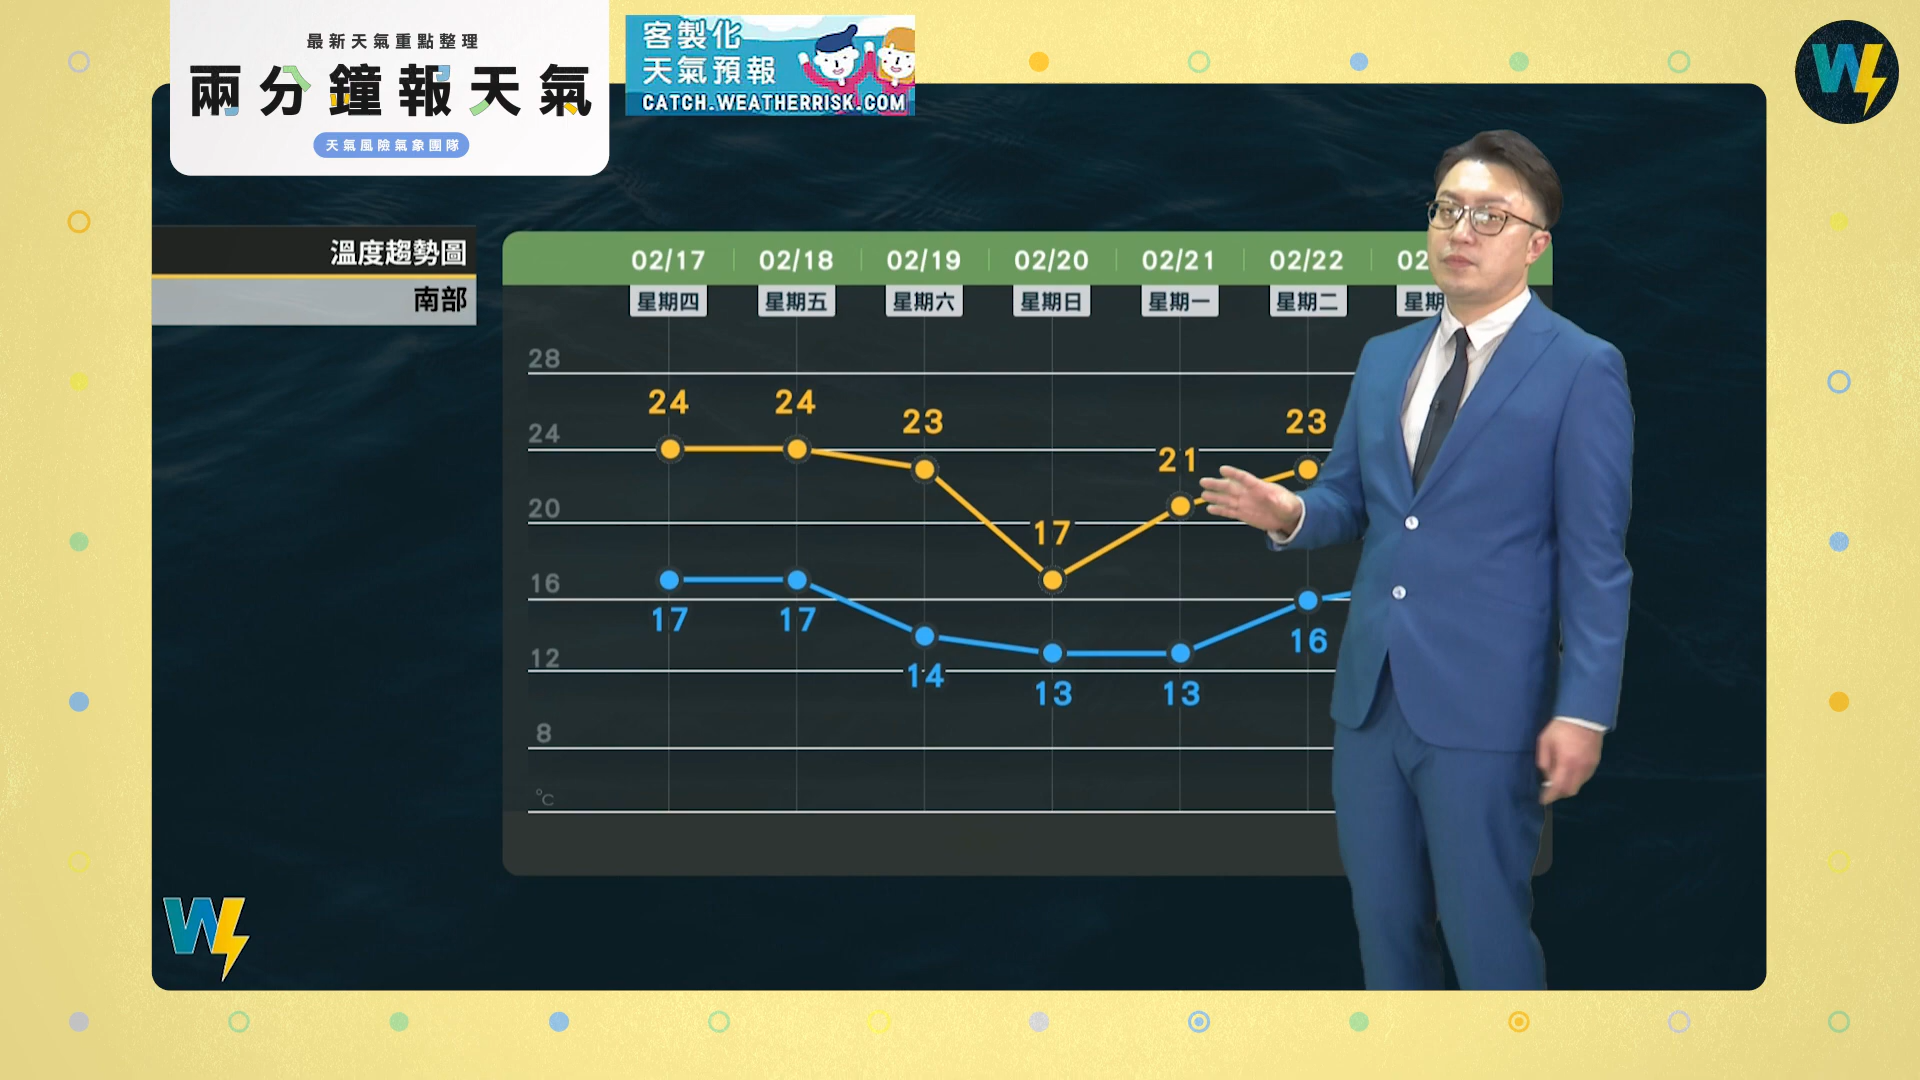 最新天氣重點整理
兩分鐘報天氣
天氣風險氣象團隊
客製化
天氣預報
CATCH.WEATHERRISK.COM
溫度趨勢圖
南部
02/17 02/18 02/19 02/20 02/21 02/22 02
星期四 星期五 星期六 星期日 星期一 星期二 星期
28
24 24 23 17 21 23
24
20
16
17 17 14 13 13 16
12
8
°C